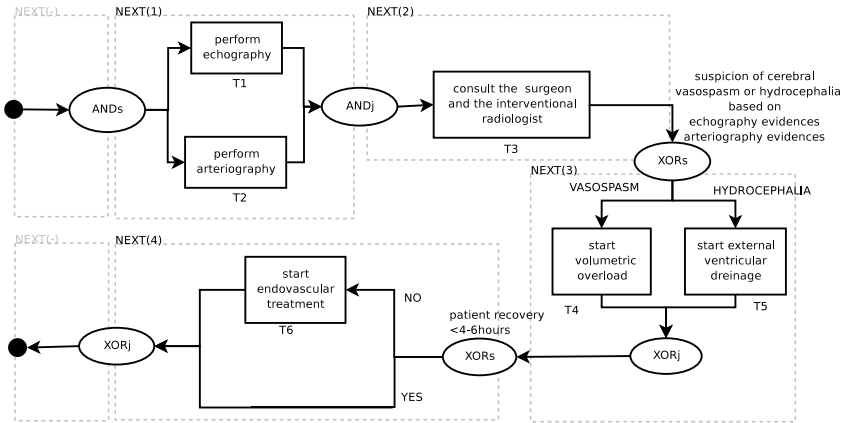 NEXT(-)
NEXT(1)
NEXT(2)
perform
echography
T1
ANDs
ANDj
perform
arteriography
T2
consult the surgeon
and the interventional
radiologist
T3
suspicion of cerebral
vasospasm or hydrocephalia
based on
echography evidences
arteriography evidences
XORs
NEXT(3)
VASOSPASM
HYDROCEPHALIA
start
volumetric
overload
T4
start external
ventricular
dreinage
T5
XORj
NEXT(-)
NEXT(4)
start
endovascular
treatment
T6
NO
patient recovery
<4-6hours
XORs
YES
XORj